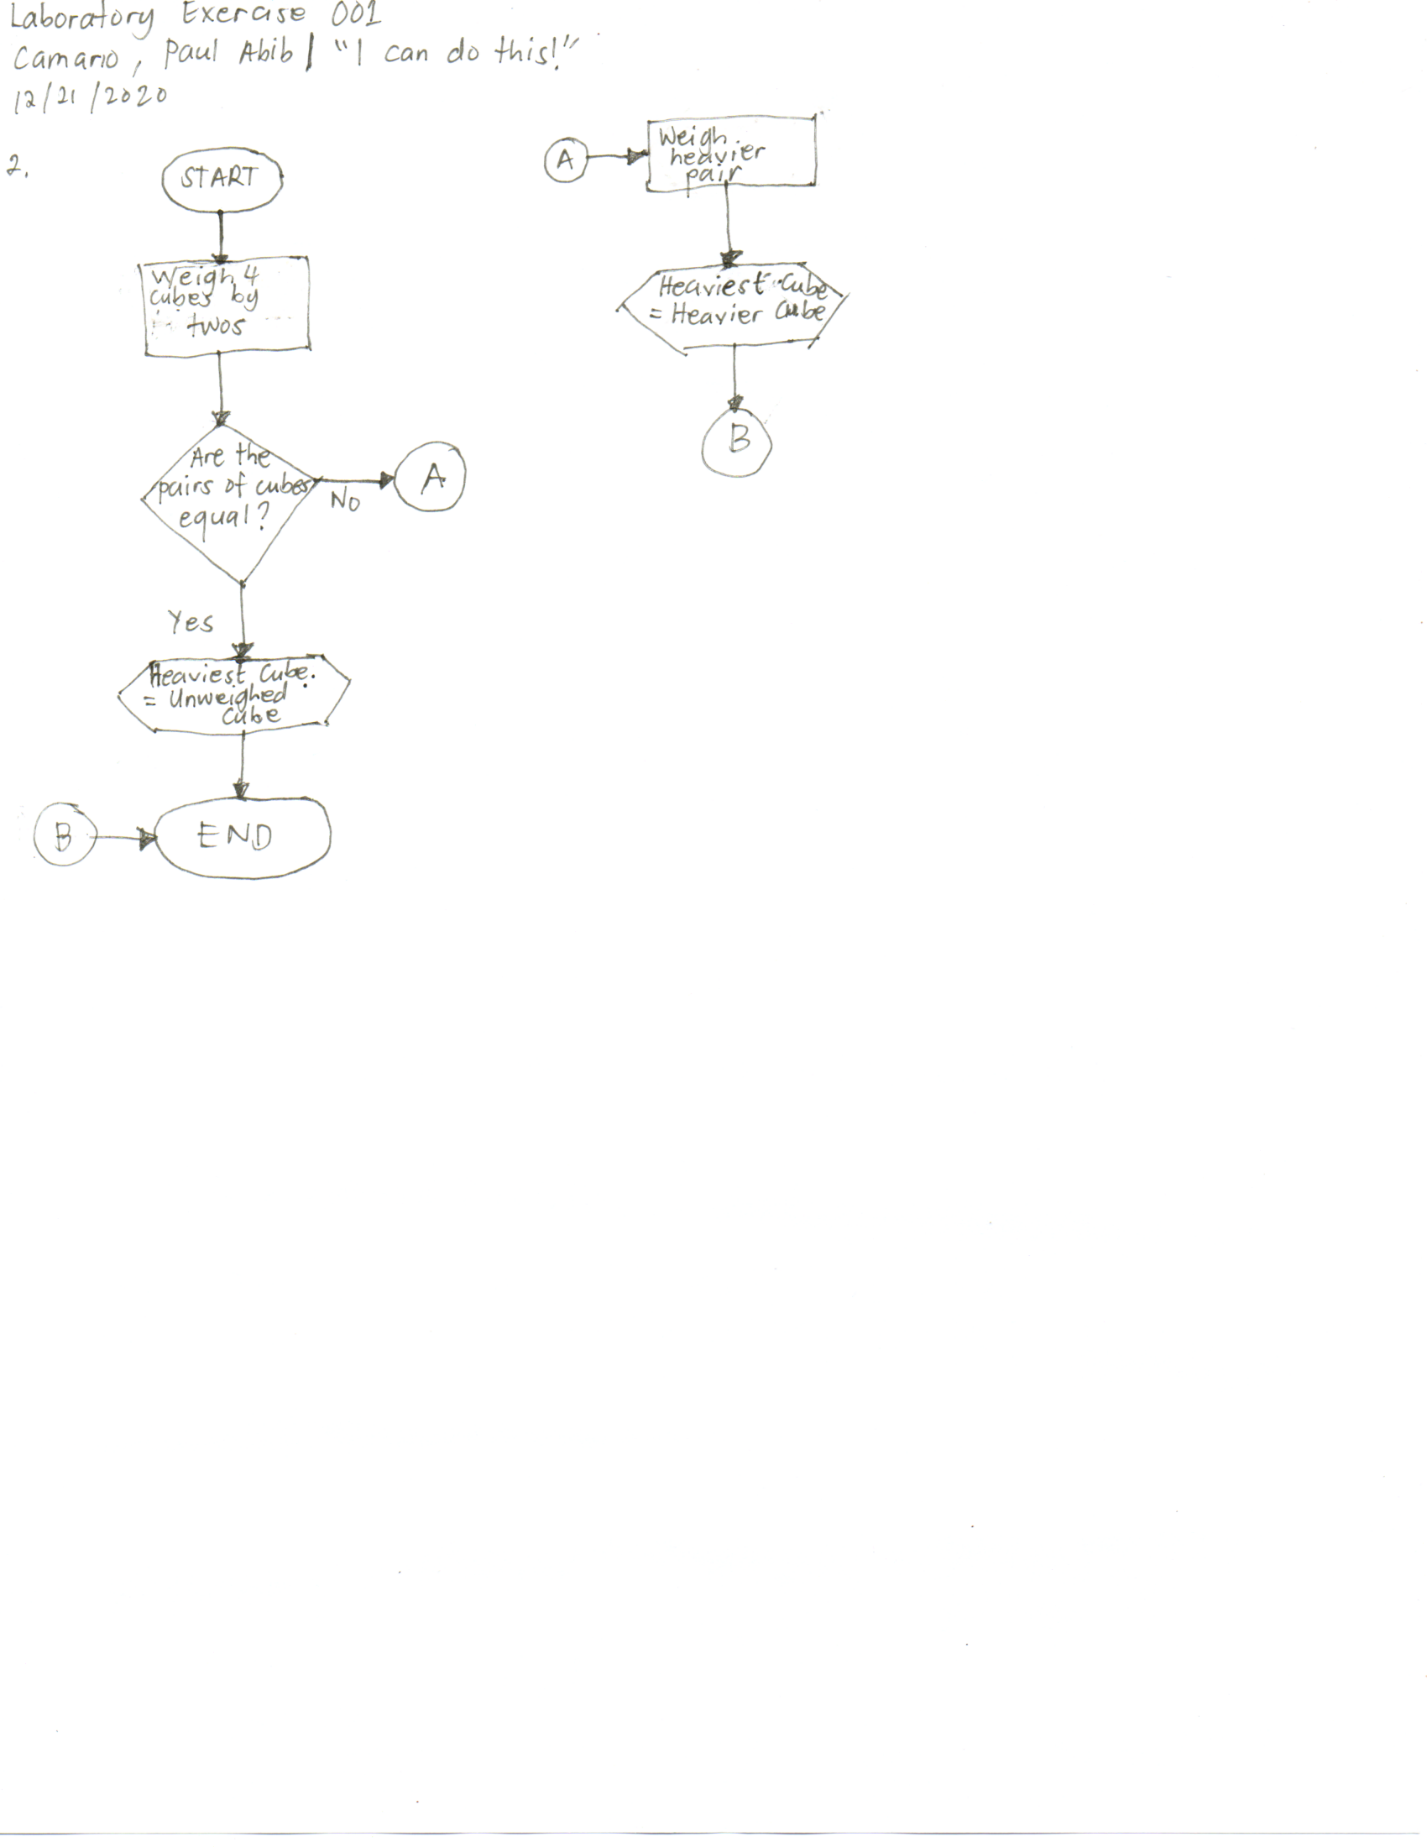 Laboratory Exercise 001
Camario, Paul Abib | "I can do this!"
12/21/2020
2.
START
Weigh 4
cubes by
twos
Are the
pairs of cubes
equal?
No
A
Yes
Heaviest Cube
= Unweighed
Cube
B
END
A
Weigh
heavier
pair
Heaviest Cube
= Heavier Cube
B